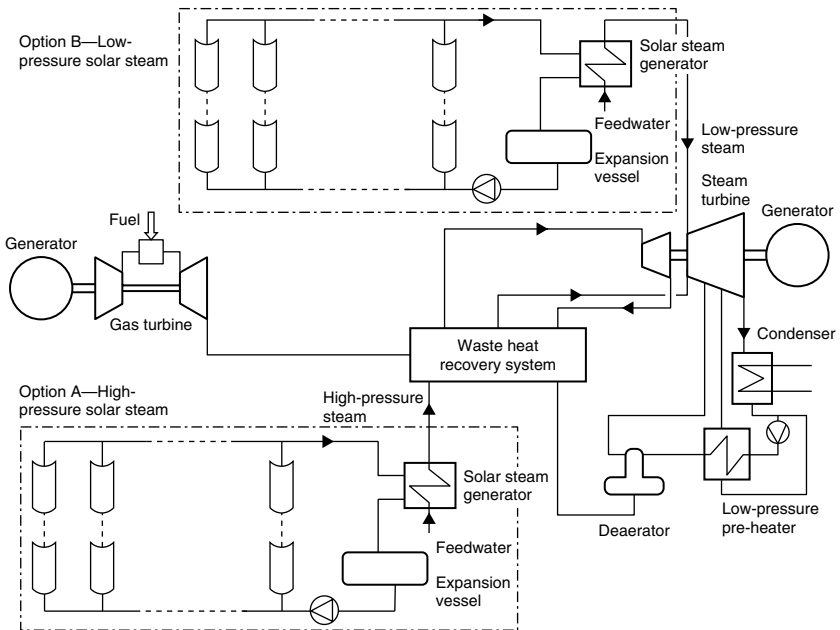 Option B—Low-
pressure solar steam
Solar steam
generator
Feedwater
Expansion
vessel
Low-pressure
steam
Steam
turbine
Generator
Fuel
Generator
Gas turbine
Waste heat
recovery system
Condenser
Option A—High-
pressure solar steam
High-pressure
steam
Solar steam
generator
Feedwater
Expansion
vessel
Deaerator
Low-pressure
pre-heater